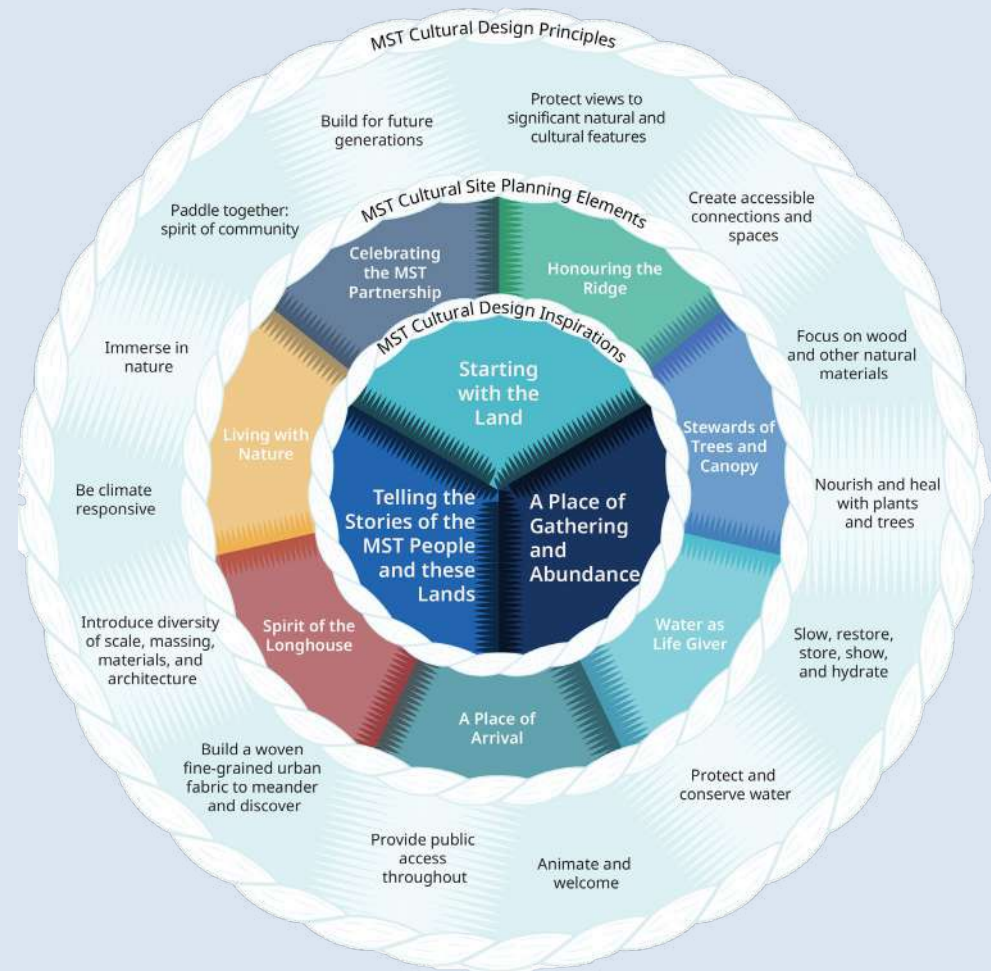 MST Cultural Design Principles
Build for future
generations
Protect views to
significant natural and
cultural features
Create accessible
connections and
spaces
Focus on wood
and other natural
materials
Nourish and heal
with plants
and trees
Slow, restore,
store, show,
and hydrate
Protect and
conserve water
Animate and
welcome
Provide public
access
throughout
Build a woven
fine-grained urban
fabric to meander
and discover
Introduce diversity
of scale, massing,
materials, and
architecture
Be climate
responsive
Immerse in
nature
Paddle together:
spirit of community
MST Cultural Site Planning Elements
Celebrating
the MST
Partnership
Honouring the
Ridge
Stewards of
Trees and
Canopy
Water as
Life Giver
A Place of
Arrival
Spirit of the
Longhouse
Living with
Nature
MST Cultural Design Inspirations
Starting
with the
Land
A Place of
Gathering
and
Abundance
Telling the
Stories of the
MST People
and these
Lands